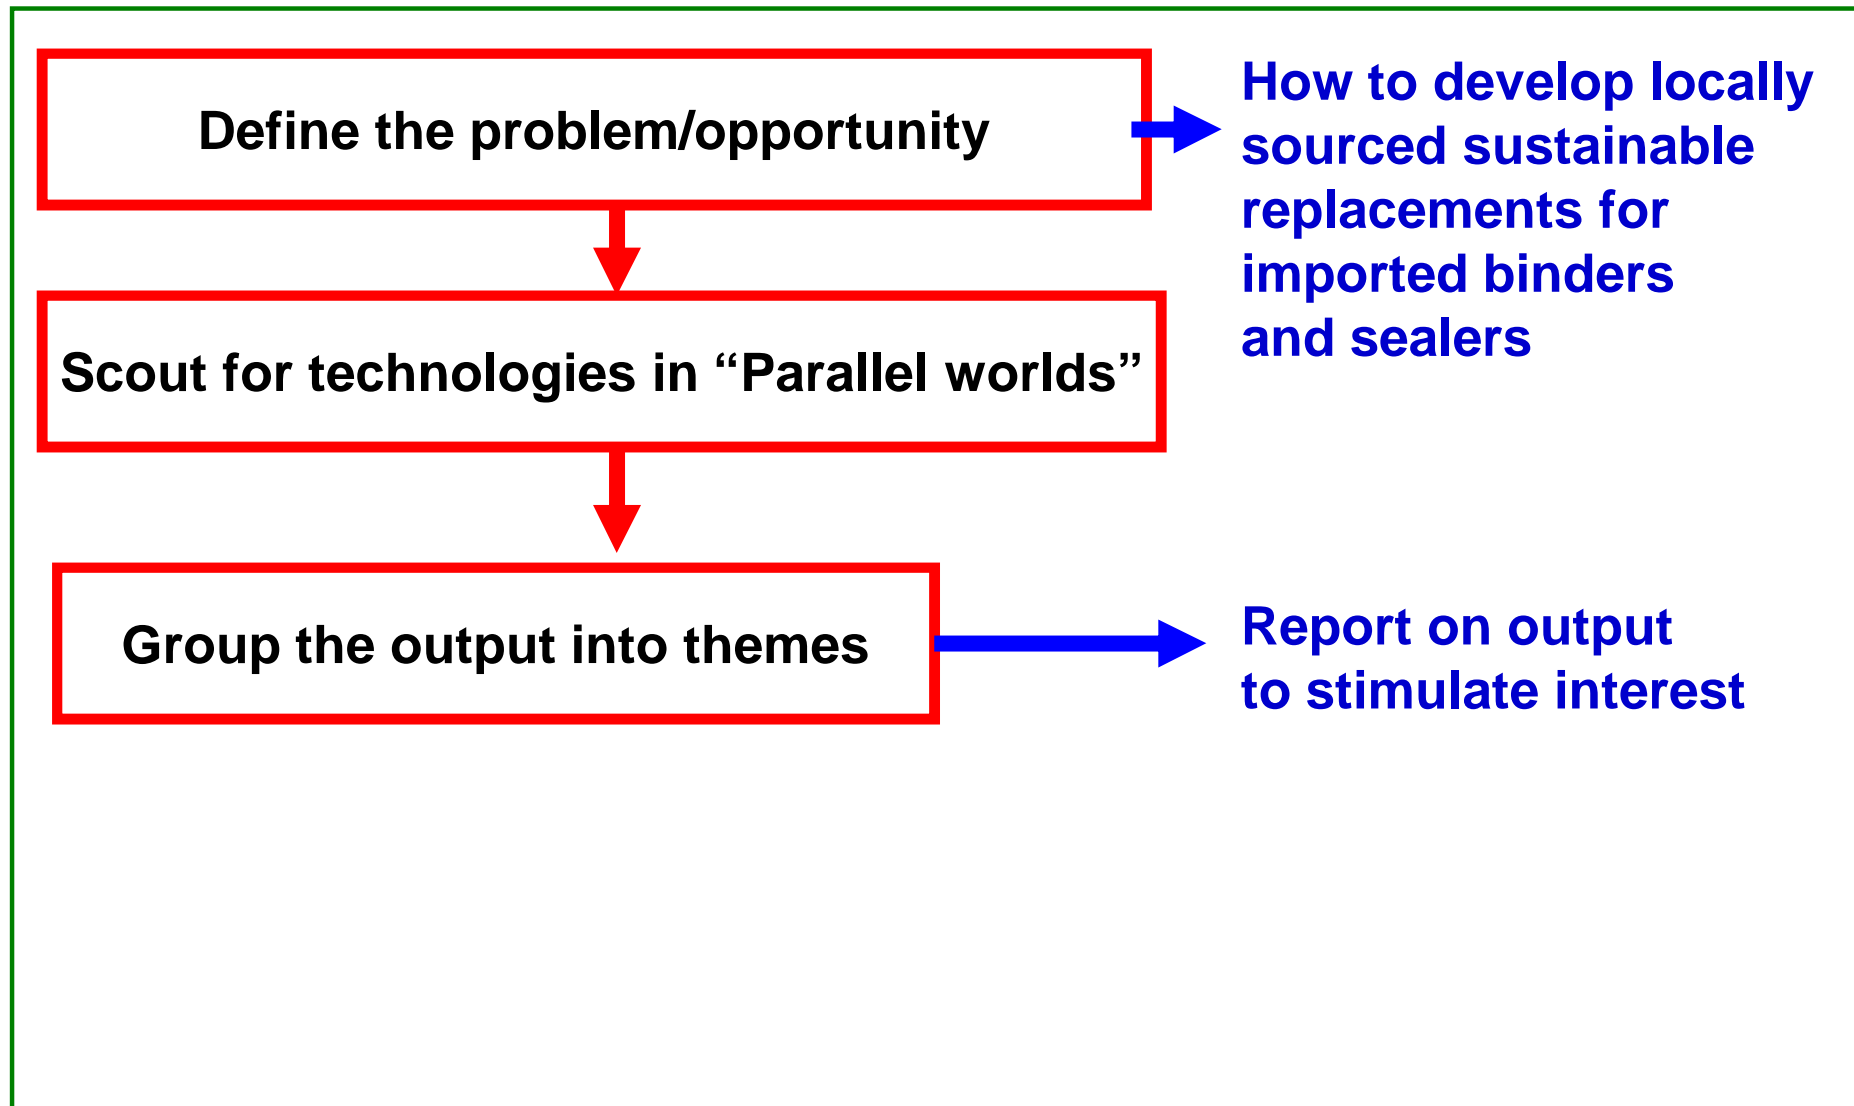 Define the problem/opportunity
How to develop locally
sourced sustainable
replacements for
imported binders
and sealers
Scout for technologies in “Parallel worlds”
Group the output into themes
Report on output
to stimulate interest